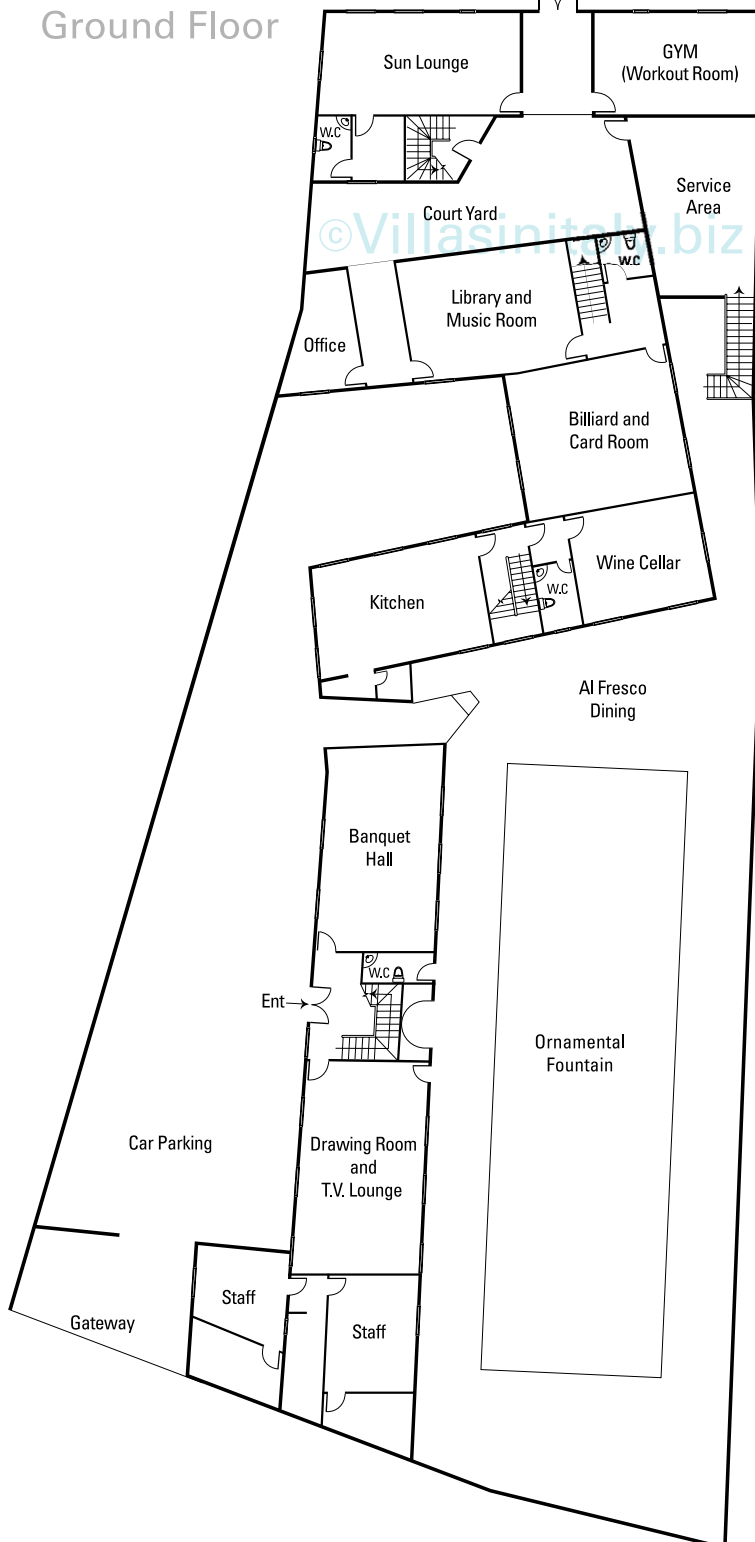 Ground Floor
Sun Lounge
GYM
(Workout Room)
W.C
Service
Area
Court Yard
©Villasinitaly.biz
W.C
Library and
Music Room
Office
Billiard and
Card Room
Wine Cellar
W.C
Kitchen
Al Fresco
Dining
Banquet
Hall
W.C
Ent
Ornamental
Fountain
Car Parking
Drawing Room
and
T.V. Lounge
Staff
Gateway
Staff